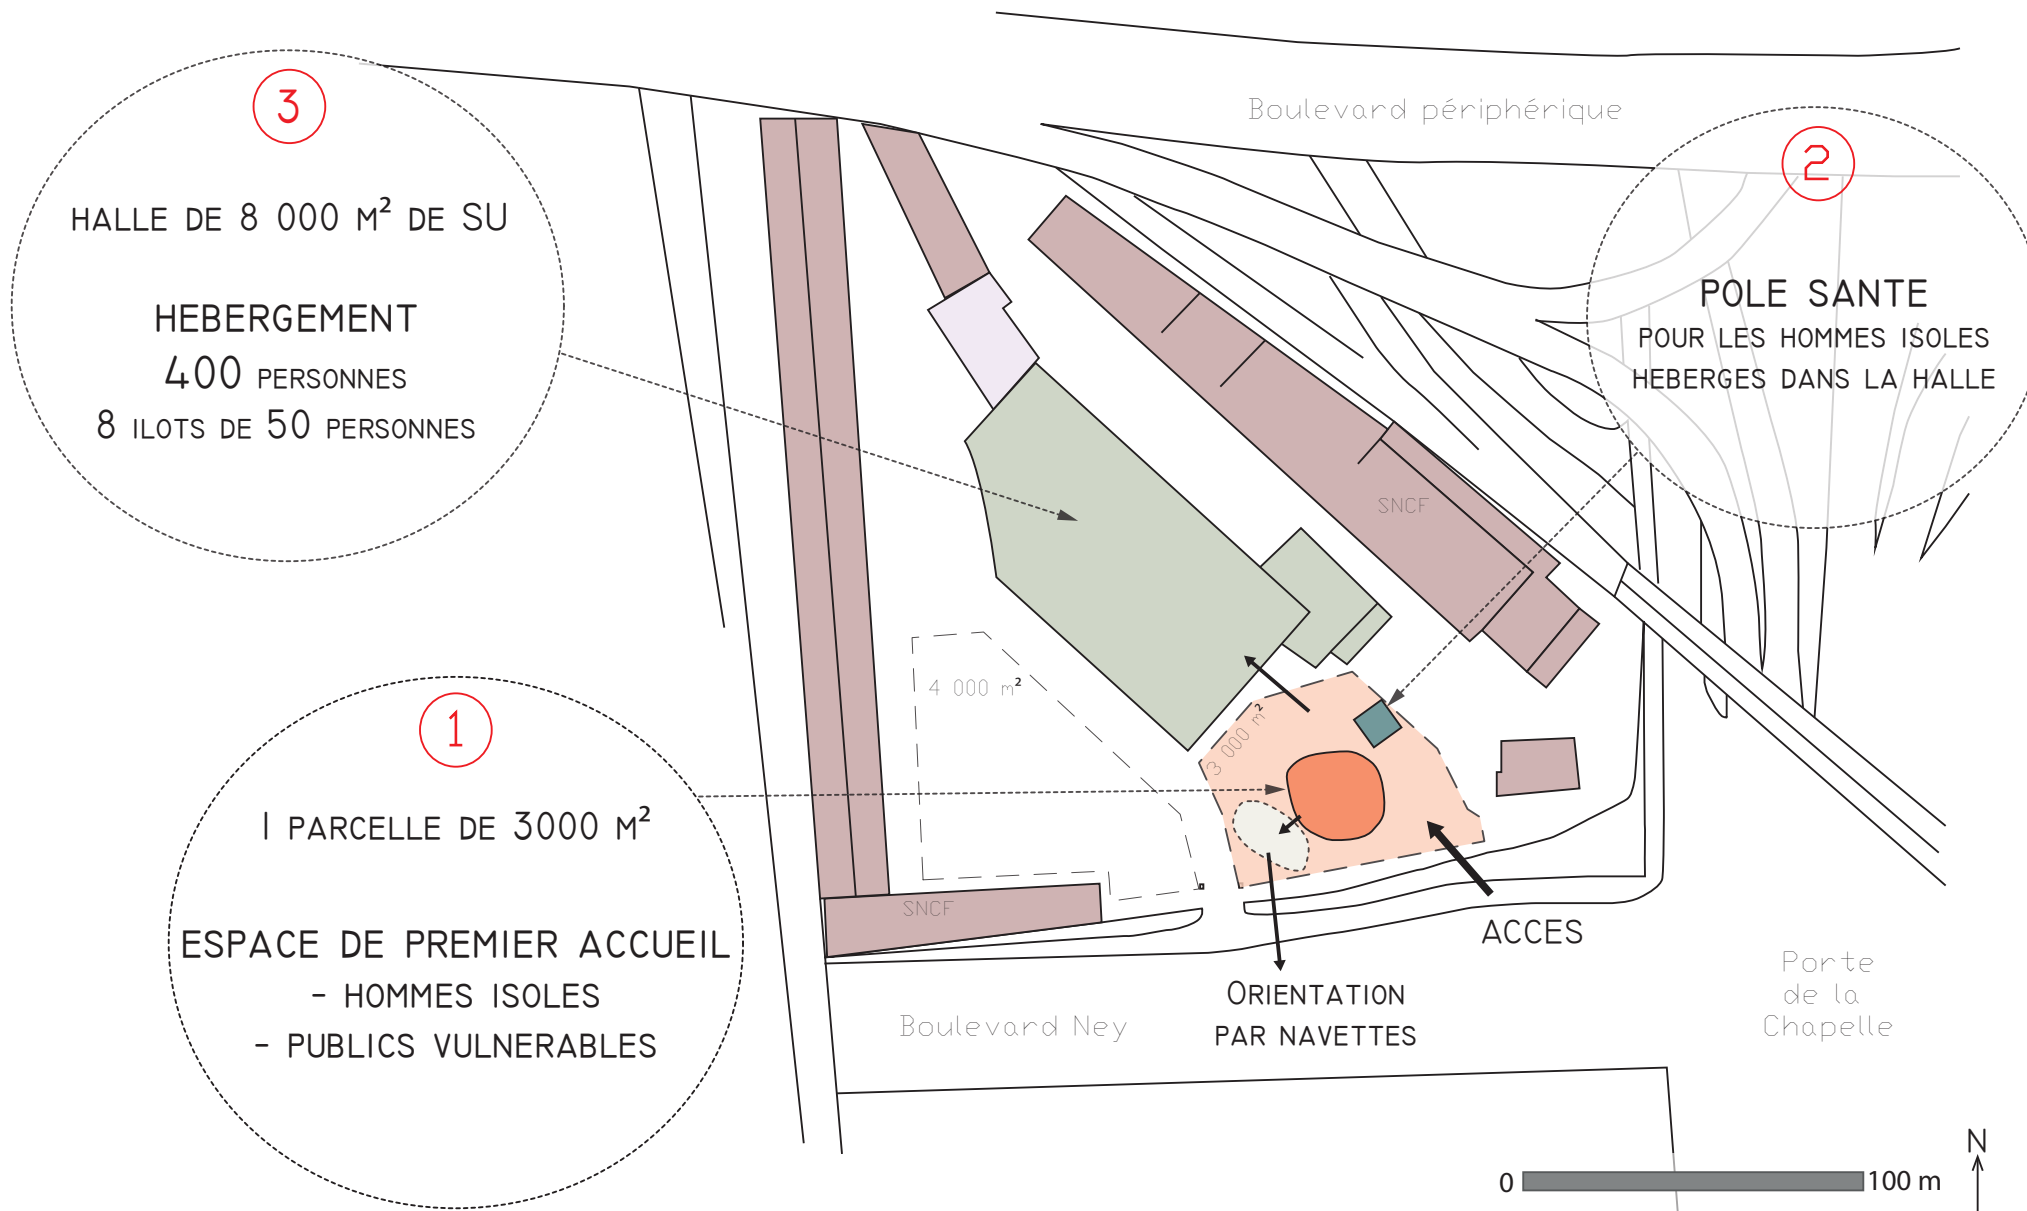 3
HALLE DE 8 000 M² DE SU
HEBERGEMENT
400 PERSONNES
8 ILOTS DE 50 PERSONNES
Boulevard périphérique
2
POLE SANTE
POUR LES HOMMES ISOLES
HEBERGES DANS LA HALLE
SNCF
4 000 m²
3 000 m²
1
1 PARCELLE DE 3000 M²
ESPACE DE PREMIER ACCUEIL
- HOMMES ISOLES
- PUBLICS VULNERABLES
SNCF
ACCES
ORIENTATION
PAR NAVETTES
Boulevard Ney
Porte
de la
Chapelle
N
0 100 m